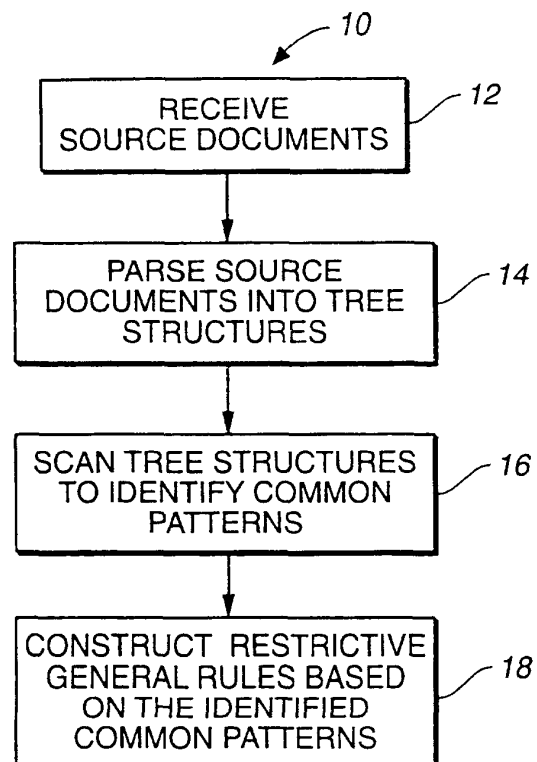 10
RECEIVE
SOURCE DOCUMENTS
12
PARSE SOURCE
DOCUMENTS INTO TREE
STRUCTURES
14
SCAN TREE STRUCTURES
TO IDENTIFY COMMON
PATTERNS
16
CONSTRUCT RESTRICTIVE
GENERAL RULES BASED
ON THE IDENTIFIED
COMMON PATTERNS
18